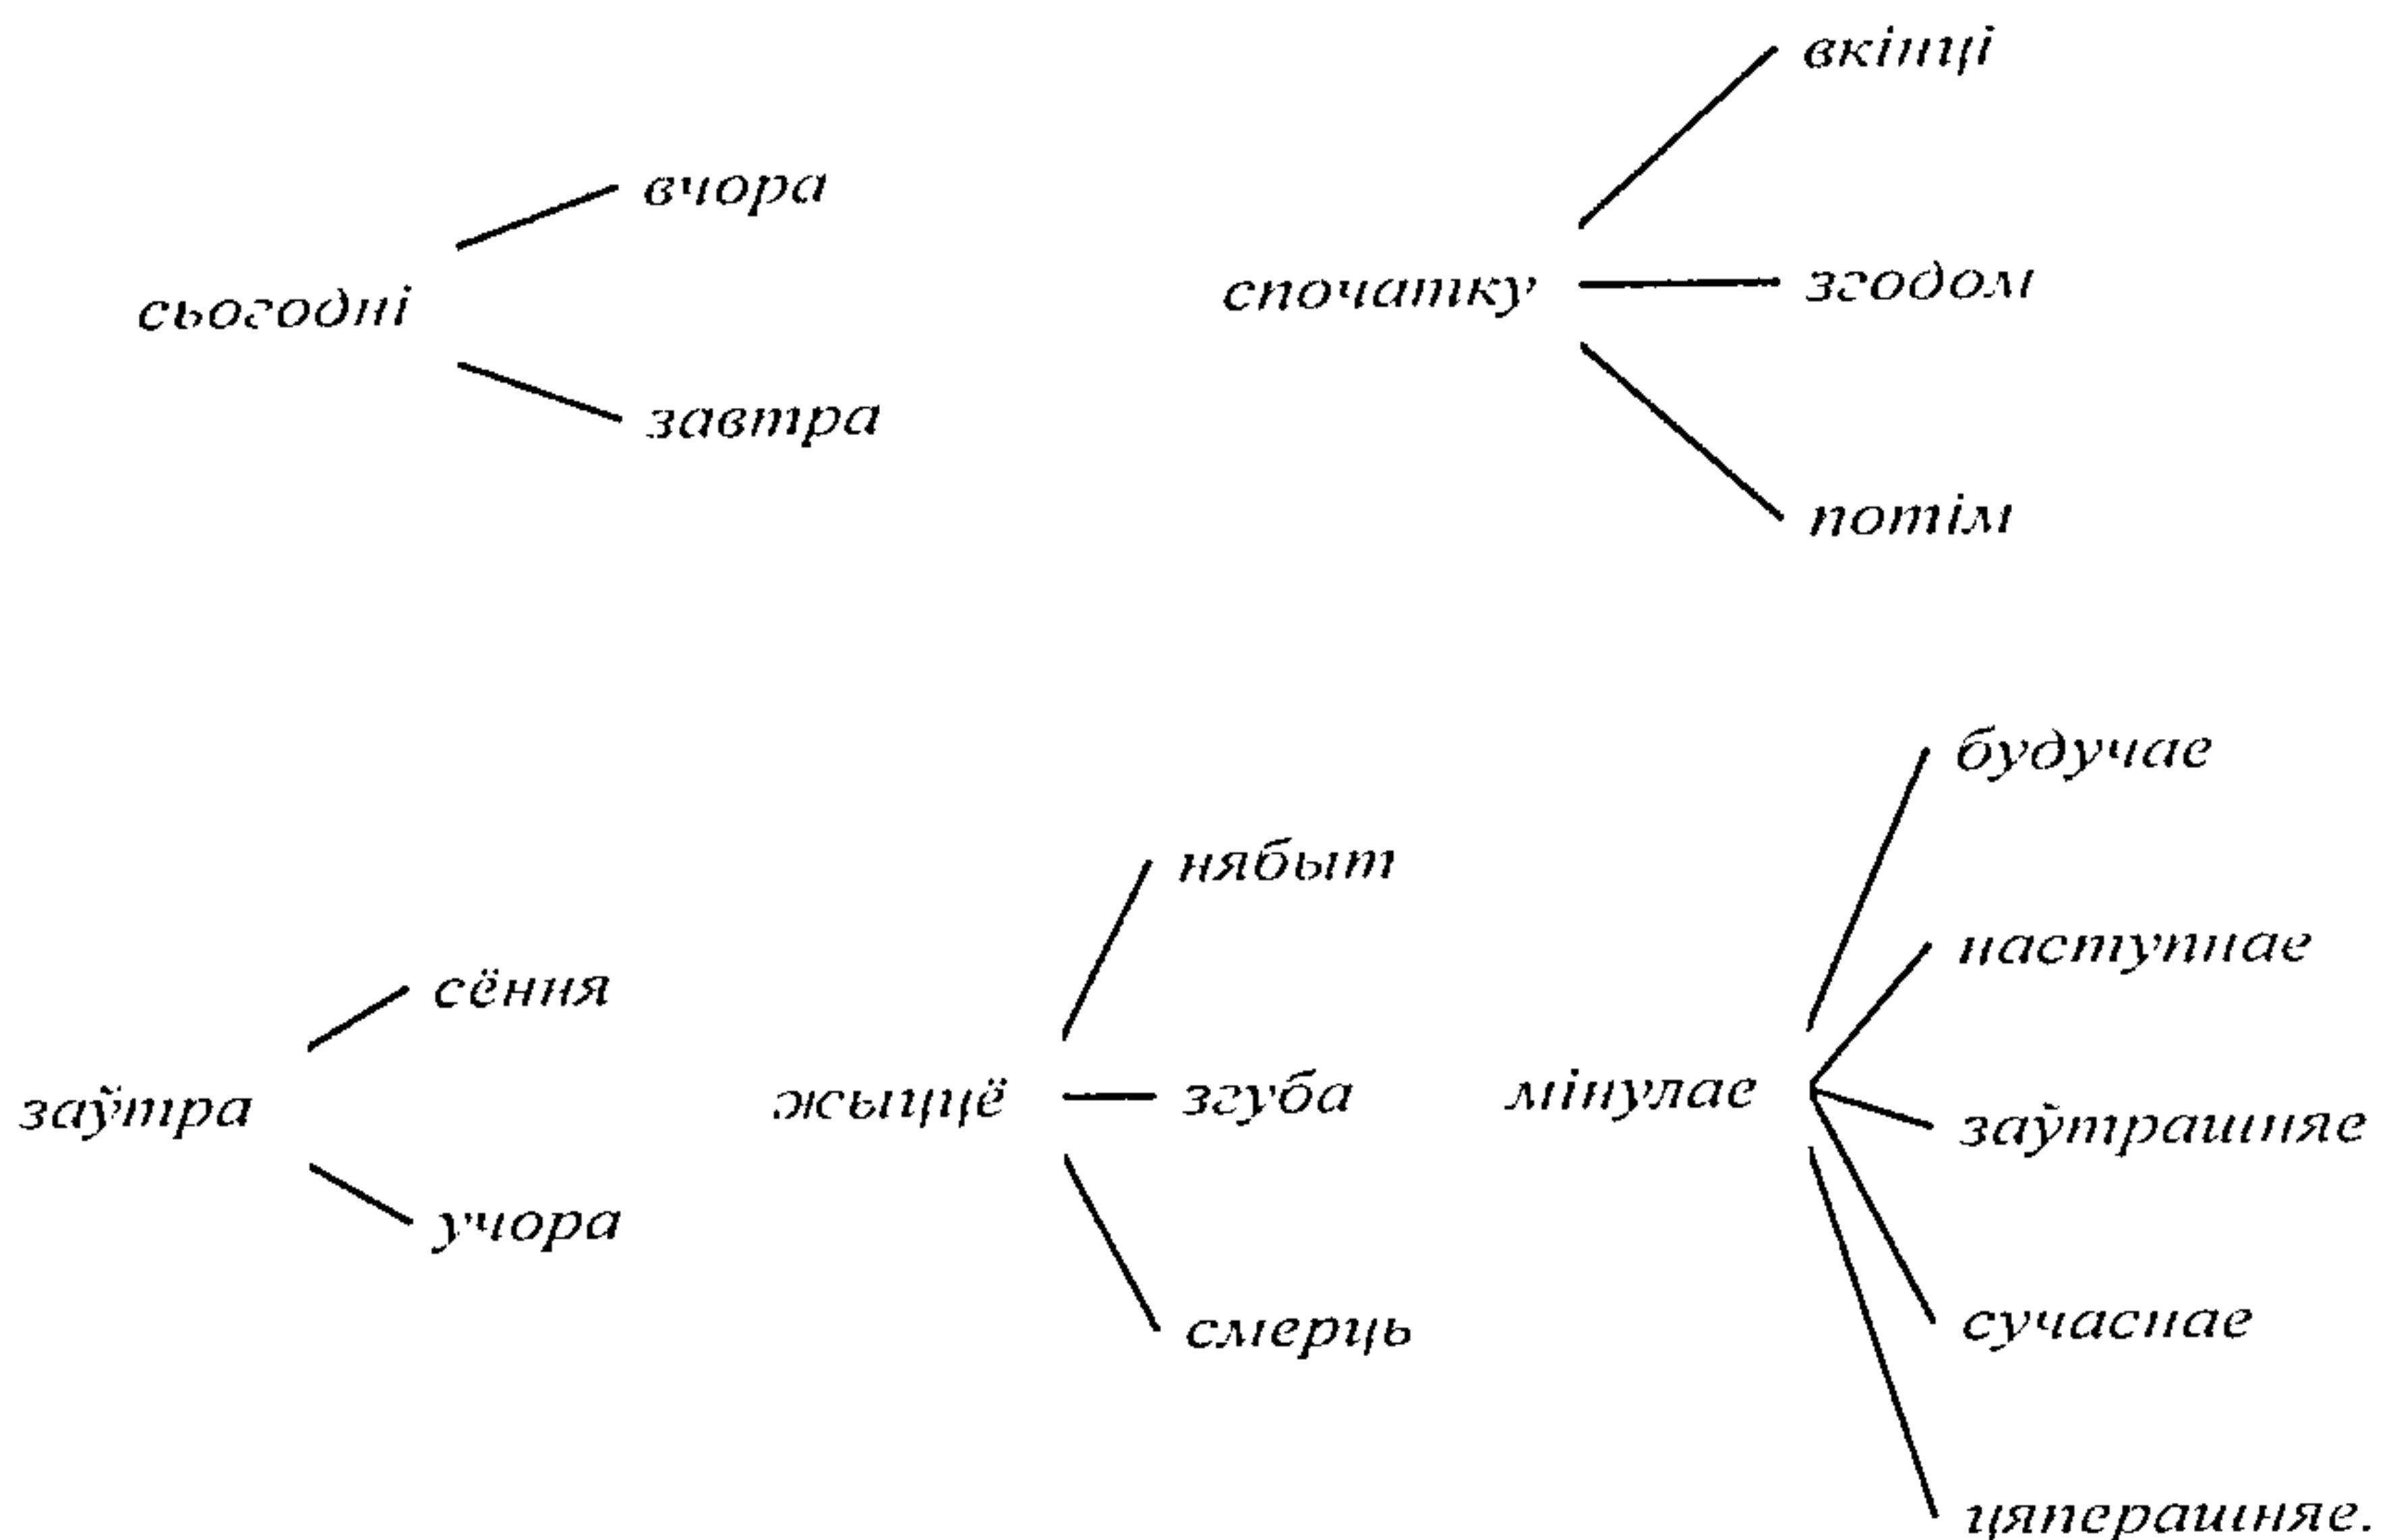 вкінці
вчора
сьогодні
завтра
спочатку
згодом
потім
заўтра
сёння
учора
жыццё
нябыт
згуба
смерць
мінулае
будучае
наступнае
заўтрашняе
сучаснае
цяперашняе.